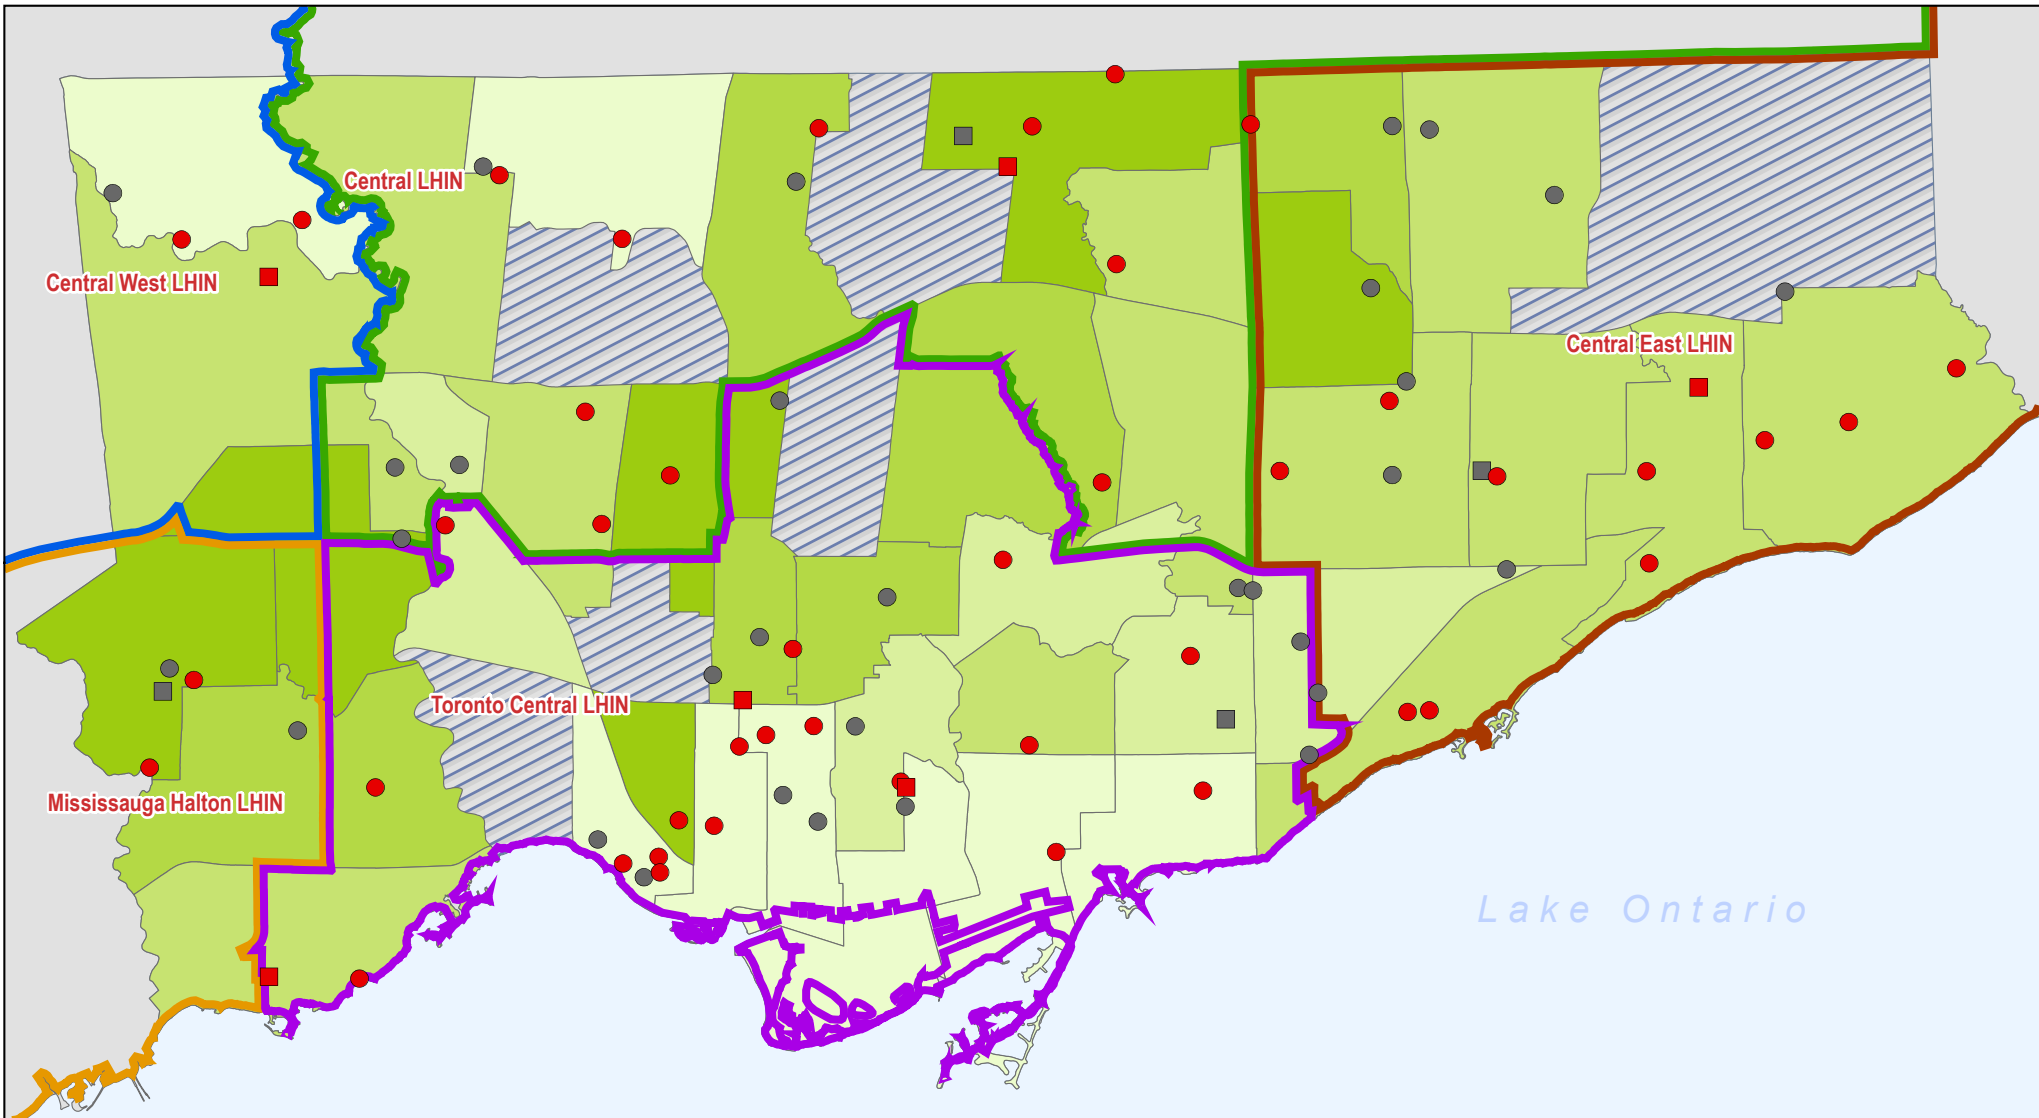 Central LHIN
Central West LHIN
Central East LHIN
Toronto Central LHIN
Mississauga Halton LHIN
Lake Ontario